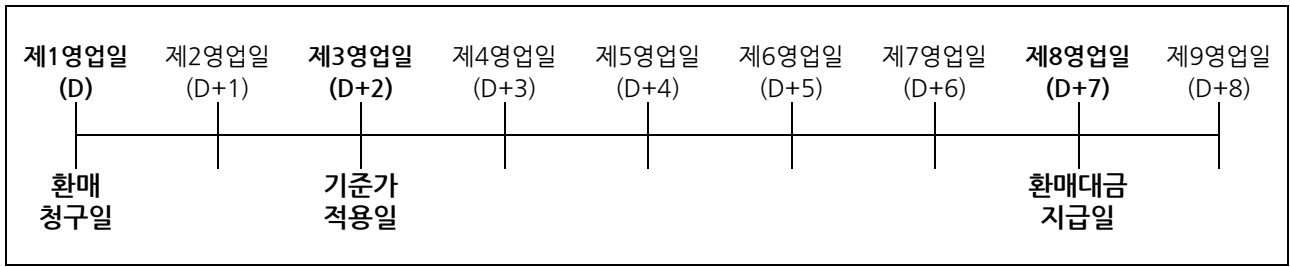 제1영업일 제2영업일 제3영업일 제4영업일 제5영업일 제6영업일 제7영업일 제8영업일 제9영업일
(D) (D+1) (D+2) (D+3) (D+4) (D+5) (D+6) (D+7) (D+8)
환매 기준가 환매대금
청구일 적용일 지급일